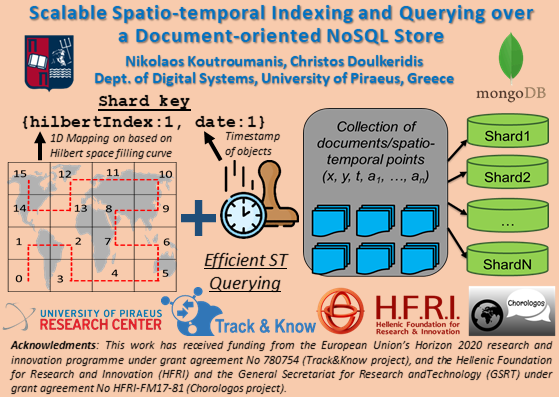 Scalable Spatio-temporal Indexing and Querying over
a Document-oriented NoSQL Store
Nikolaos Koutroumanis, Christos Doulkeridis
Dept. of Digital Systems, University of Piraeus, Greece
mongoDB
Shard key
{hilbertIndex:1, date:1}
1D Mapping on based on
Hilbert space filling curve
Timestamp
of objects
15 12 11 10
14 13 8 9
1 2 7 6
0 3 4 5
+
Efficient ST
Querying
Collection of
documents/spatio-
temporal points
(x, y, t, a1, …, an)
Shard1
Shard2
...
ShardN
UNIVERSITY OF PIRAEUS
RESEARCH CENTER
Track & Know
H.F.R.I.
Hellenic Foundation for
Research & Innovation
Chorologos
Acknowledments: This work has received funding from the European Union's Horizon 2020 research and
innovation programme under grant agreement No 780754 (Track&Know project), and the Hellenic Foundation
for Research and Innovation (HFRI) and the General Secretariat for Research andTechnology (GSRT) under
grant agreement No HFRI-FM17-81 (Chorologos project).